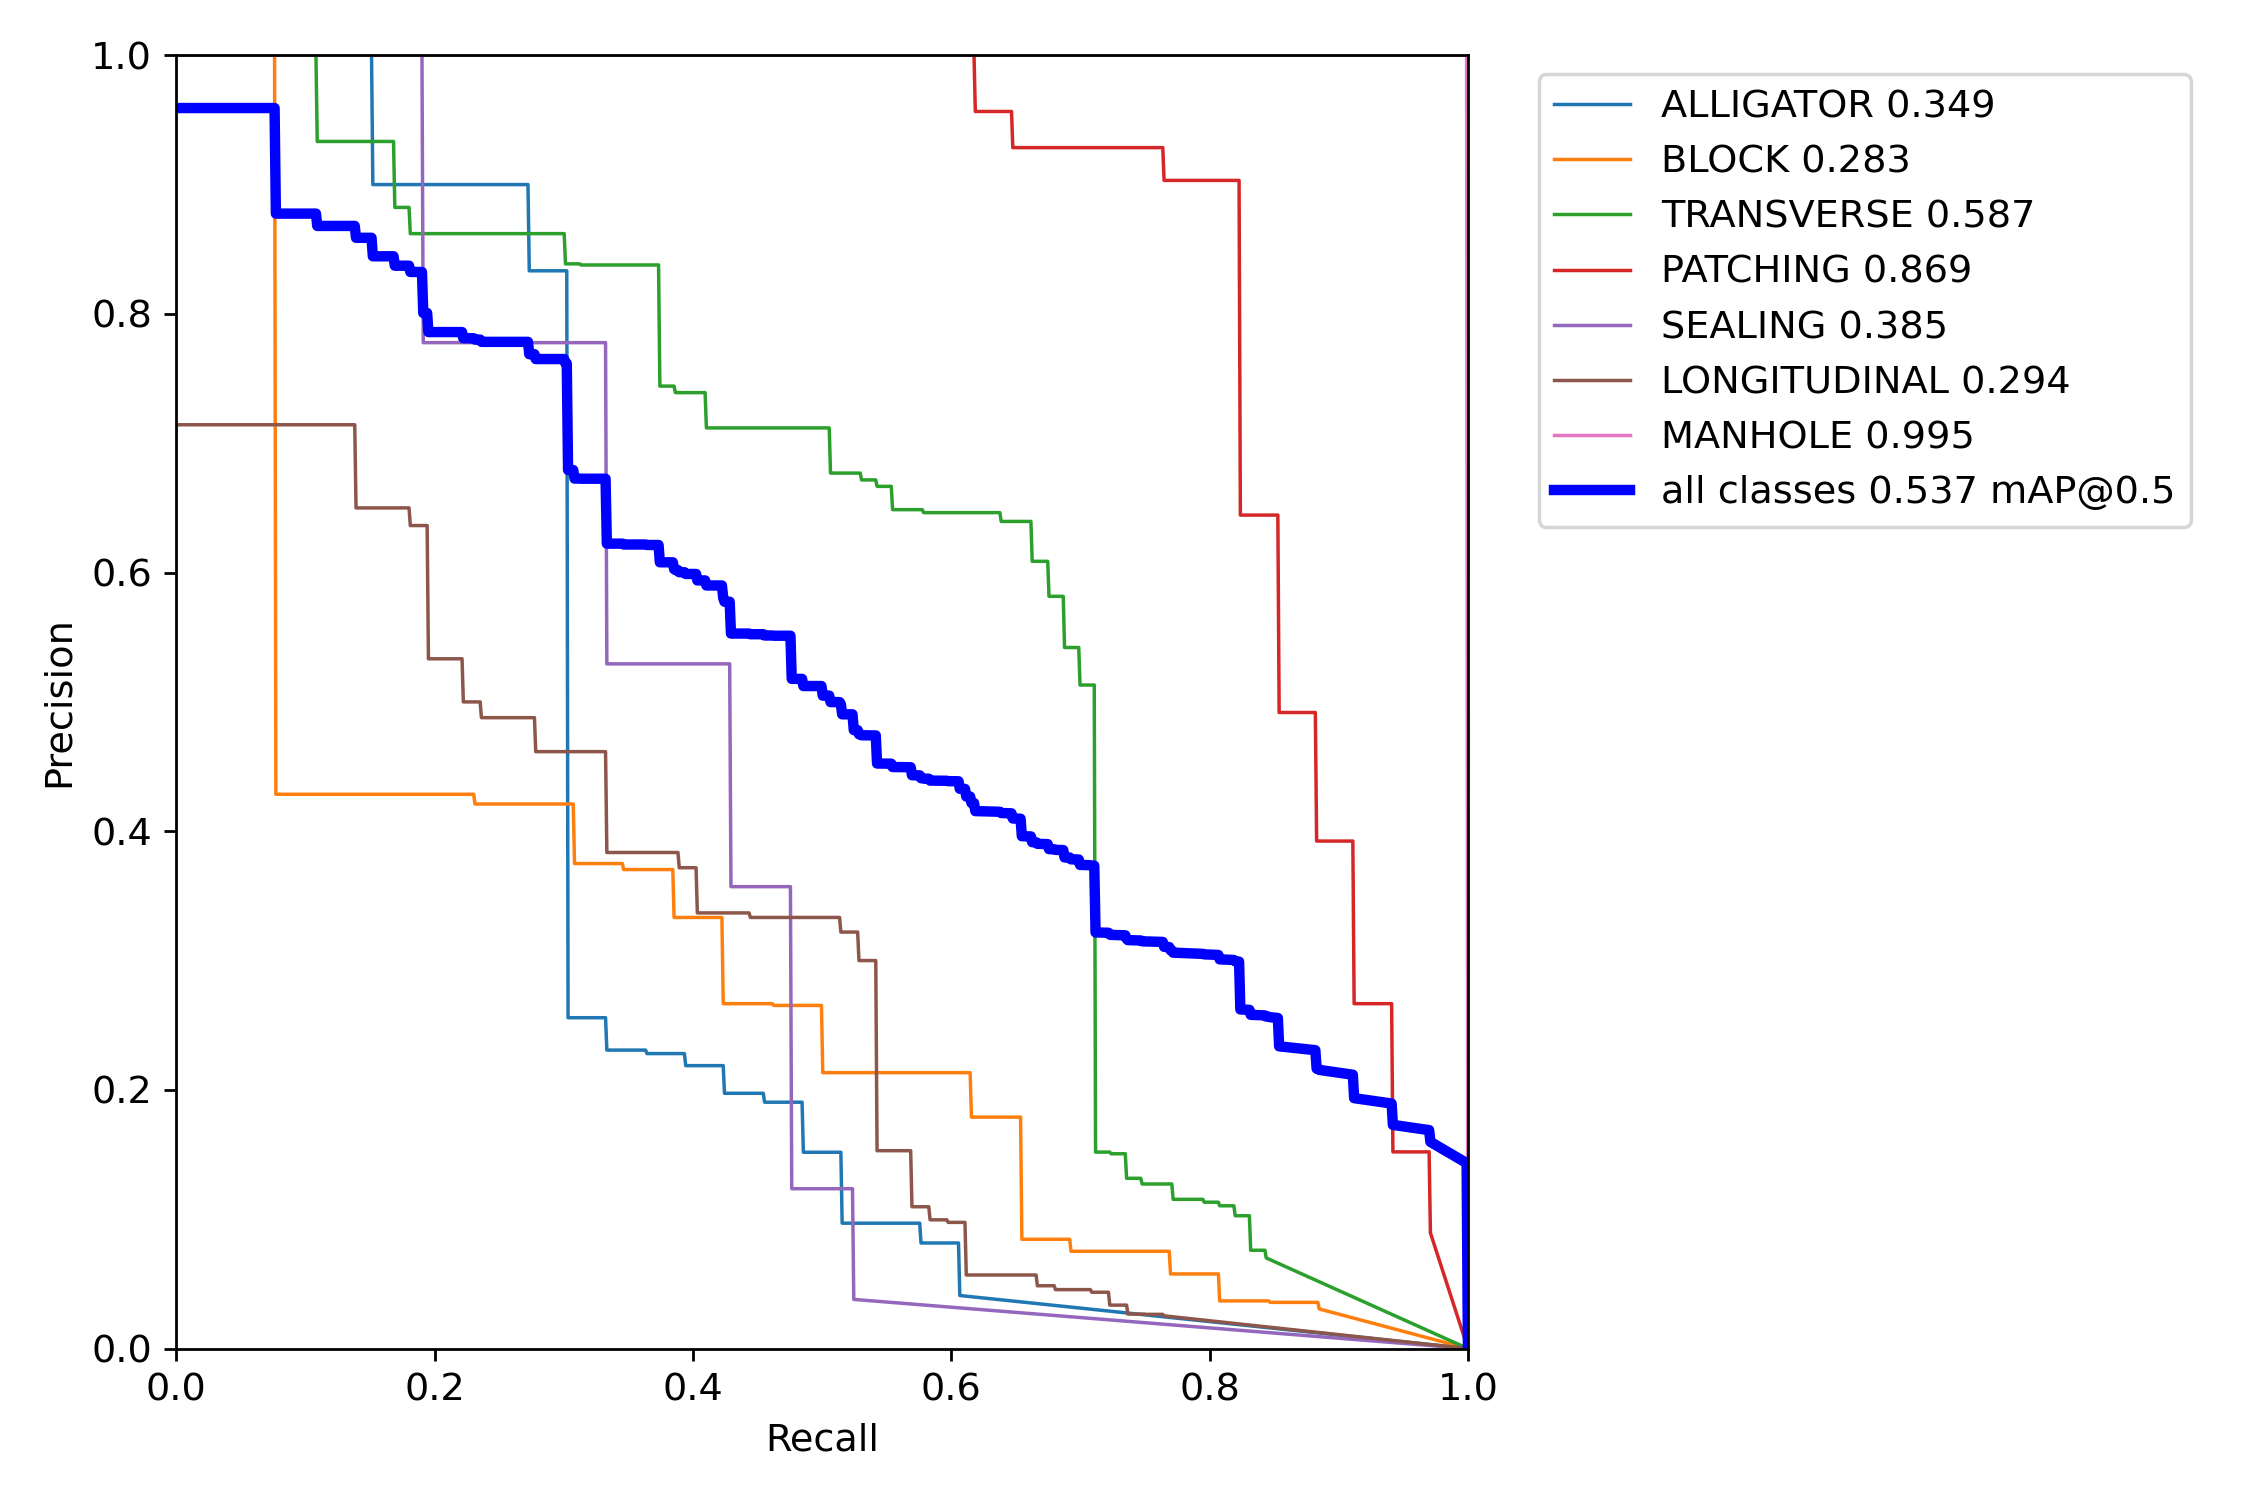 1.0
0.8
0.6
0.4
0.2
0.0
Precision
0.0 0.2 0.4 0.6 0.8 1.0
Recall
ALLIGATOR 0.349
BLOCK 0.283
TRANSVERSE 0.587
PATCHING 0.869
SEALING 0.385
LONGITUDINAL 0.294
MANHOLE 0.995
all classes 0.537 mAP@0.5